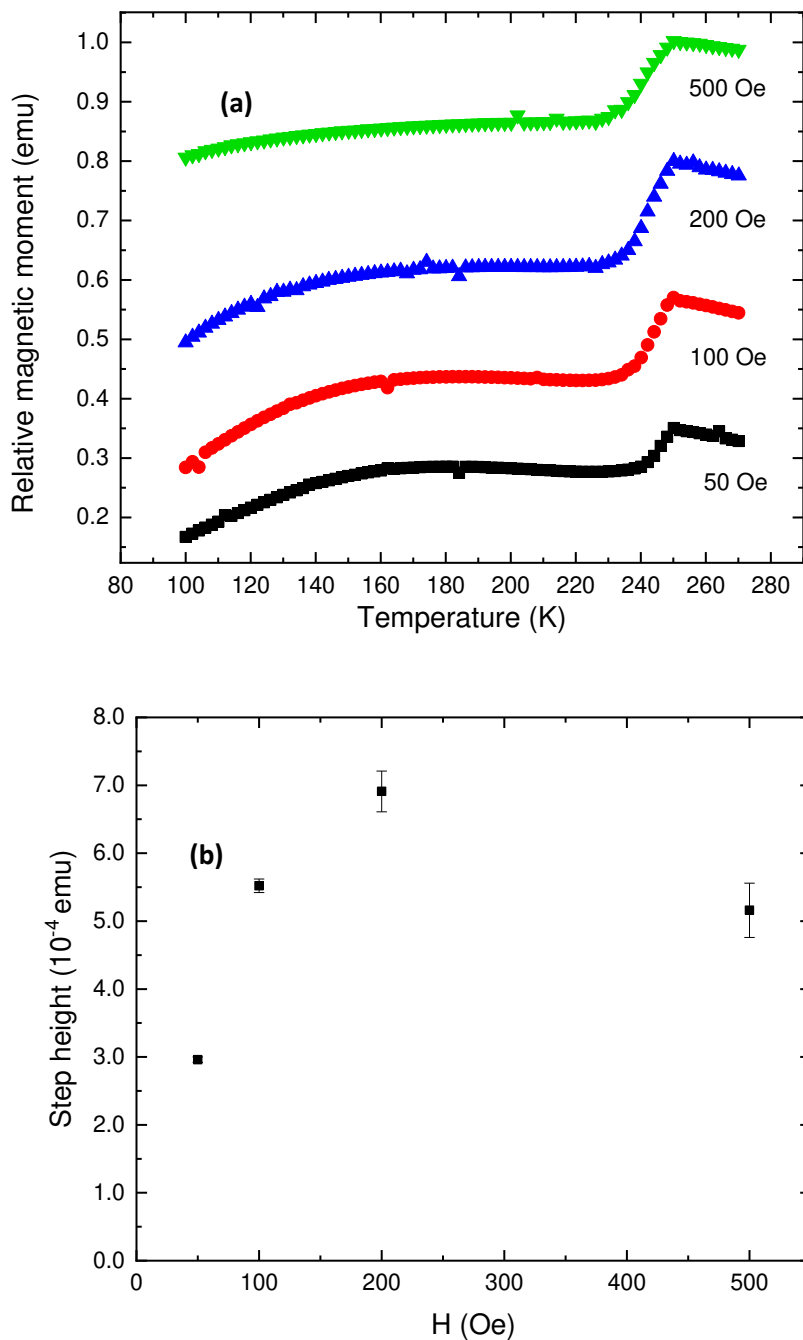 1.0
0.9
0.8
0.7
0.6
0.5
0.4
0.3
0.2
Relative magnetic moment (emu)
(a)
500 Oe
200 Oe
100 Oe
50 Oe
80 100 120 140 160 180 200 220 240 260 280
Temperature (K)
8.0
7.0
6.0
5.0
4.0
3.0
2.0
1.0
0.0
Step height (10⁻⁴ emu)
(b)
0 100 200 300 400 500
H (Oe)